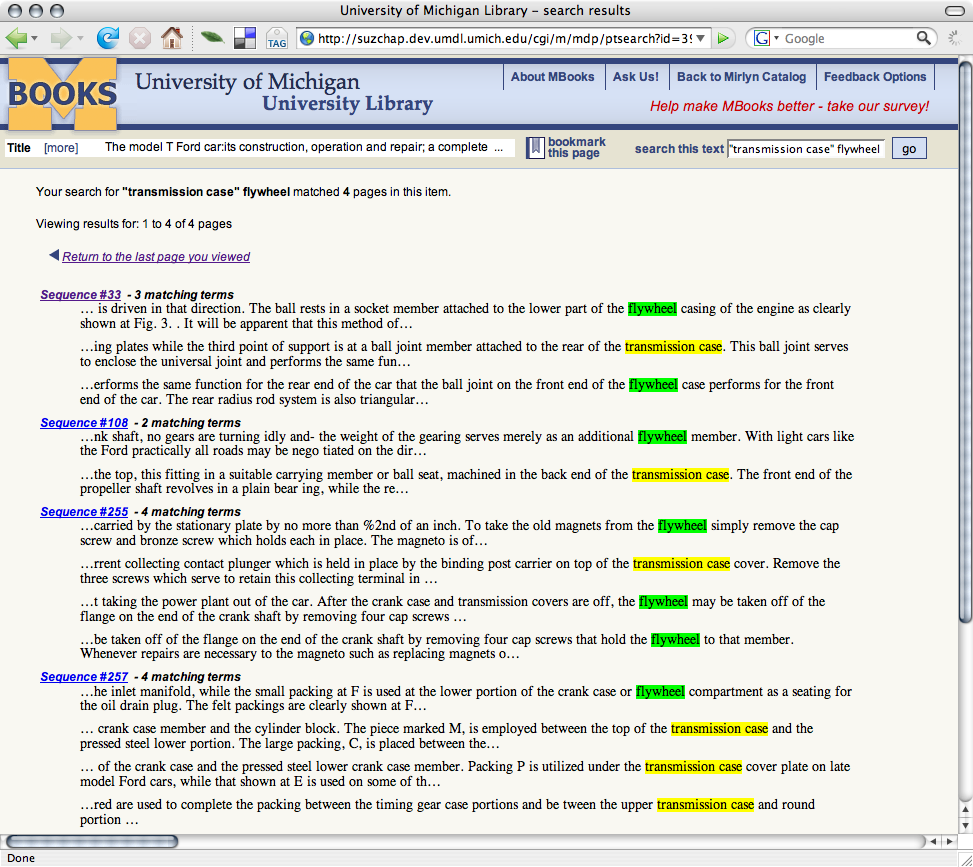 University of Michigan Library – search results
TAG
http://suzchap.dev.umdl.umich.edu/cgi/m/mdp/ptsearch?id=39
G
Google
M
BOOKS
University of Michigan
University Library
About MBooks
Ask Us!
Back to Mirlyn Catalog
Feedback Options
Help make MBooks better - take our survey!
Title [more] The model T Ford car:its construction, operation and repair; a complete ...
bookmark
this page
search this text "transmission case" flywheel go
Your search for "transmission case" flywheel matched 4 pages in this item.
Viewing results for: 1 to 4 of 4 pages
Return to the last page you viewed
Sequence #33 - 3 matching terms
… is driven in that direction. The ball rests in a socket member attached to the lower part of the flywheel casing of the engine as clearly
shown at Fig. 3. . It will be apparent that this method of…
…ing plates while the third point of support is at a ball joint member attached to the rear of the transmission case. This ball joint serves
to enclose the universal joint and performs the same fun…
…erforms the same function for the rear end of the car that the ball joint on the front end of the flywheel case performs for the front
end of the car. The rear radius rod system is also triangular…
Sequence #108 - 2 matching terms
…nk shaft, no gears are turning idly and- the weight of the gearing serves merely as an additional flywheel member. With light cars like
the Ford practically all roads may be nego tiated on the dir…
…the top, this fitting in a suitable carrying member or ball seat, machined in the back end of the transmission case. The front end of the
propeller shaft revolves in a plain bear ing, while the re…
Sequence #255 - 4 matching terms
…carried by the stationary plate by no more than %2nd of an inch. To take the old magnets from the flywheel simply remove the cap
screw and bronze screw which holds each in place. The magneto is of…
…rrent collecting contact plunger which is held in place by the binding post carrier on top of the transmission case cover. Remove the
three screws which serve to retain this collecting terminal in …
…t taking the power plant out of the car. After the crank case and transmission covers are off, the flywheel may be taken off of the
flange on the end of the crank shaft by removing four cap screws …
…be taken off of the flange on the end of the crank shaft by removing four cap screws that hold the flywheel to that member.
Whenever repairs are necessary to the magneto such as replacing magnets o…
Sequence #257 - 4 matching terms
…he inlet manifold, while the small packing at F is used at the lower portion of the crank case or flywheel compartment as a seating for
the oil drain plug. The felt packings are clearly shown at F…
… crank case member and the cylinder block. The piece marked M, is employed between the top of the transmission case and the
pressed steel lower portion. The large packing, C, is placed between the…
… of the crank case and the pressed steel lower crank case member. Packing P is utilized under the transmission case cover plate on late
model Ford cars, while that shown at E is used on some of th…
…red are used to complete the packing between the timing gear case portions and be tween the upper transmission case and round
portion …
Done